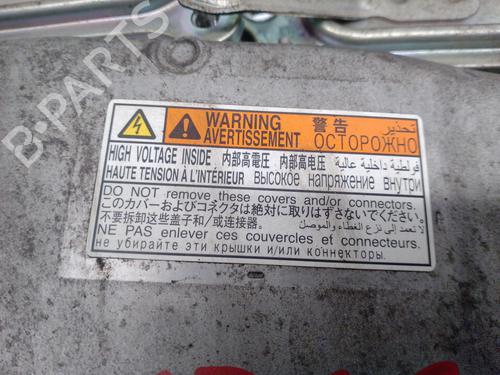 WARNING 警告 تحذير
AVERTISSEMENT ОСТОРОЖНО
HIGH VOLTAGE INSIDE 内部高電圧 内部高电压 فولطية داخلية عالية
HAUTE TENSION À L'INTÉRIEUR Высокое напряжение внутри
DO NOT remove these covers and/or connectors.
このカバーおよびコネクタは絶対に取りはずさないでください。
不要拆卸这些盖子和/或连接器。 لا تعمد إلى نزع الغطاء والموصل
NE PAS enlever ces couvercles et connecteurs.
не убирайте эти крышки и/или коннекторы.
B-PARTS